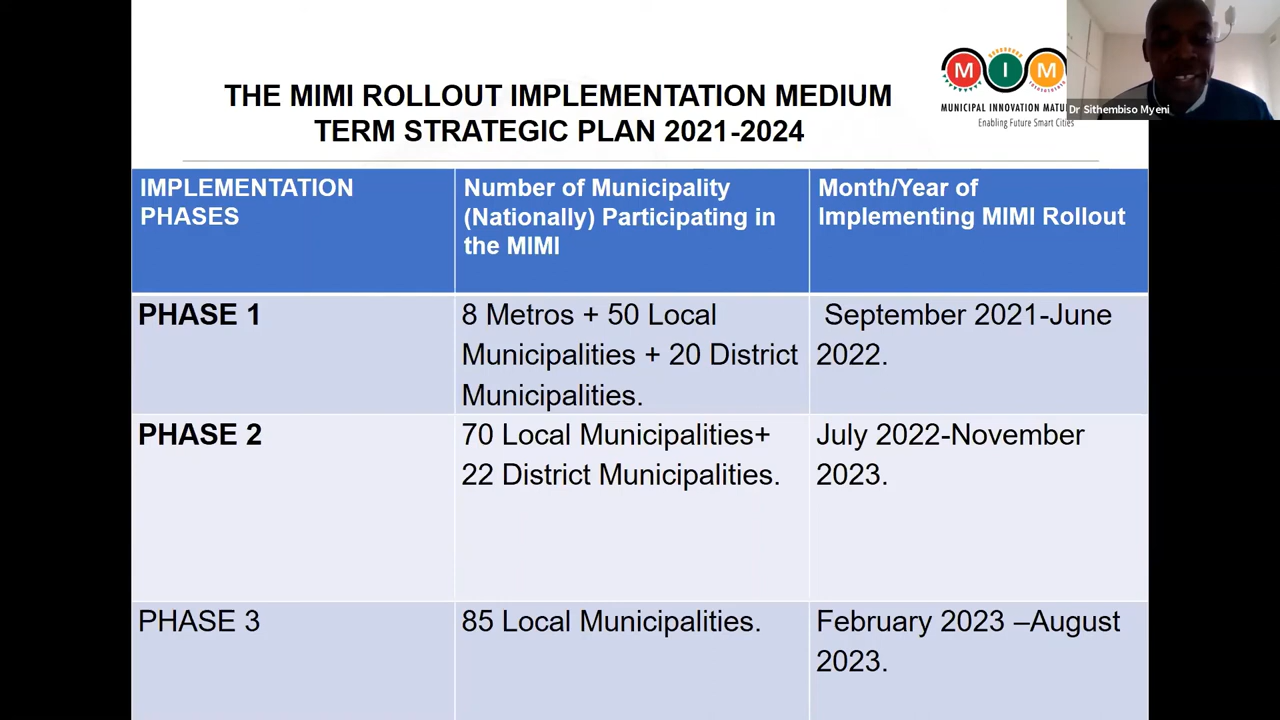 THE MIMI ROLLOUT IMPLEMENTATION MEDIUM
TERM STRATEGIC PLAN 2021-2024
M I M
MUNICIPAL INNOVATION
Enabling Future Smart Cities
Dr Sithembiso Myeni
IMPLEMENTATION
PHASES
Number of Municipality
(Nationally) Participating in
the MIMI
Month/Year of
Implementing MIMI Rollout
PHASE 1
8 Metros + 50 Local
Municipalities + 20 District
Municipalities.
September 2021-June
2022.
PHASE 2
70 Local Municipalities+
22 District Municipalities.
July 2022-November
2023.
PHASE 3
85 Local Municipalities.
February 2023 –August
2023.